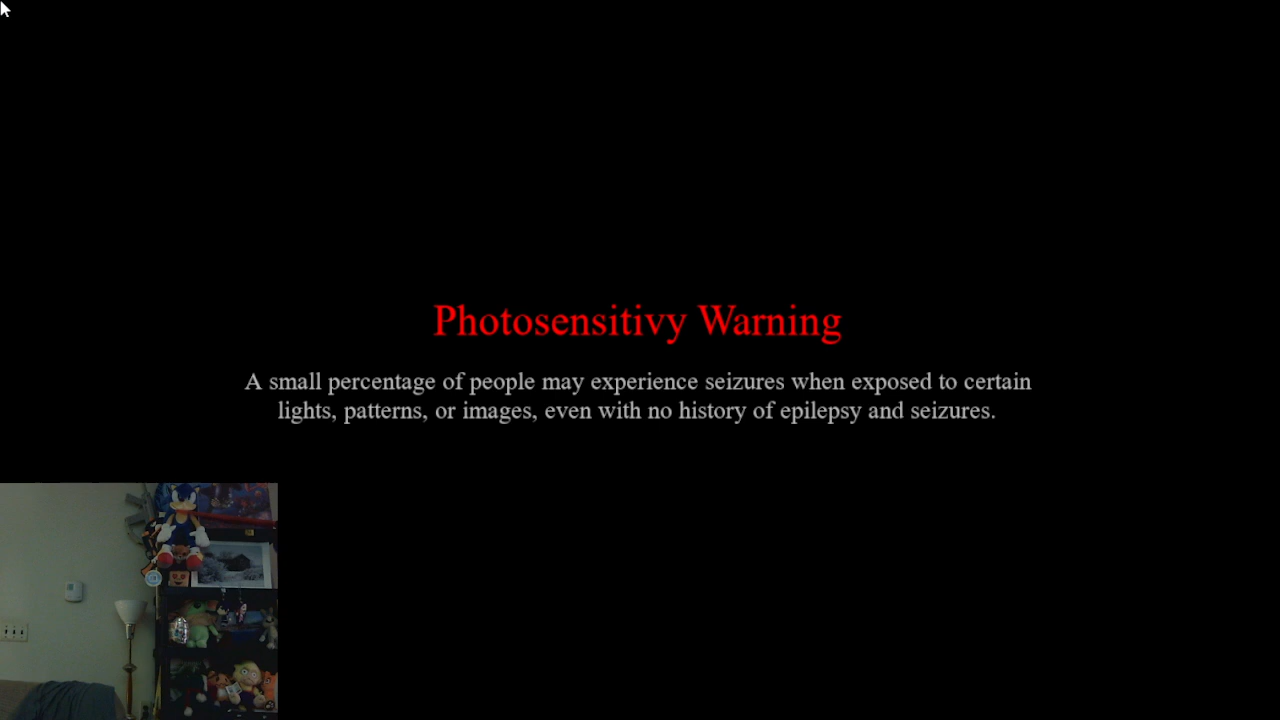 Photosensitivy Warning
A small percentage of people may experience seizures when exposed to certain
lights, patterns, or images, even with no history of epilepsy and seizures.